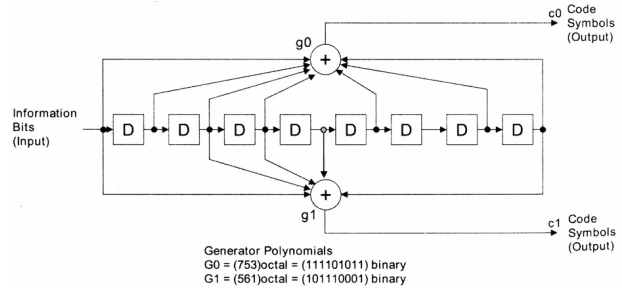 c0 Code
Symbols
(Output)
g0
+
Information
Bits
(Input)
D D D D D D D D
+
g1
c1 Code
Symbols
(Output)
Generator Polynomials
G0 = (753)octal = (111101011) binary
G1 = (561)octal = (101110001) binary